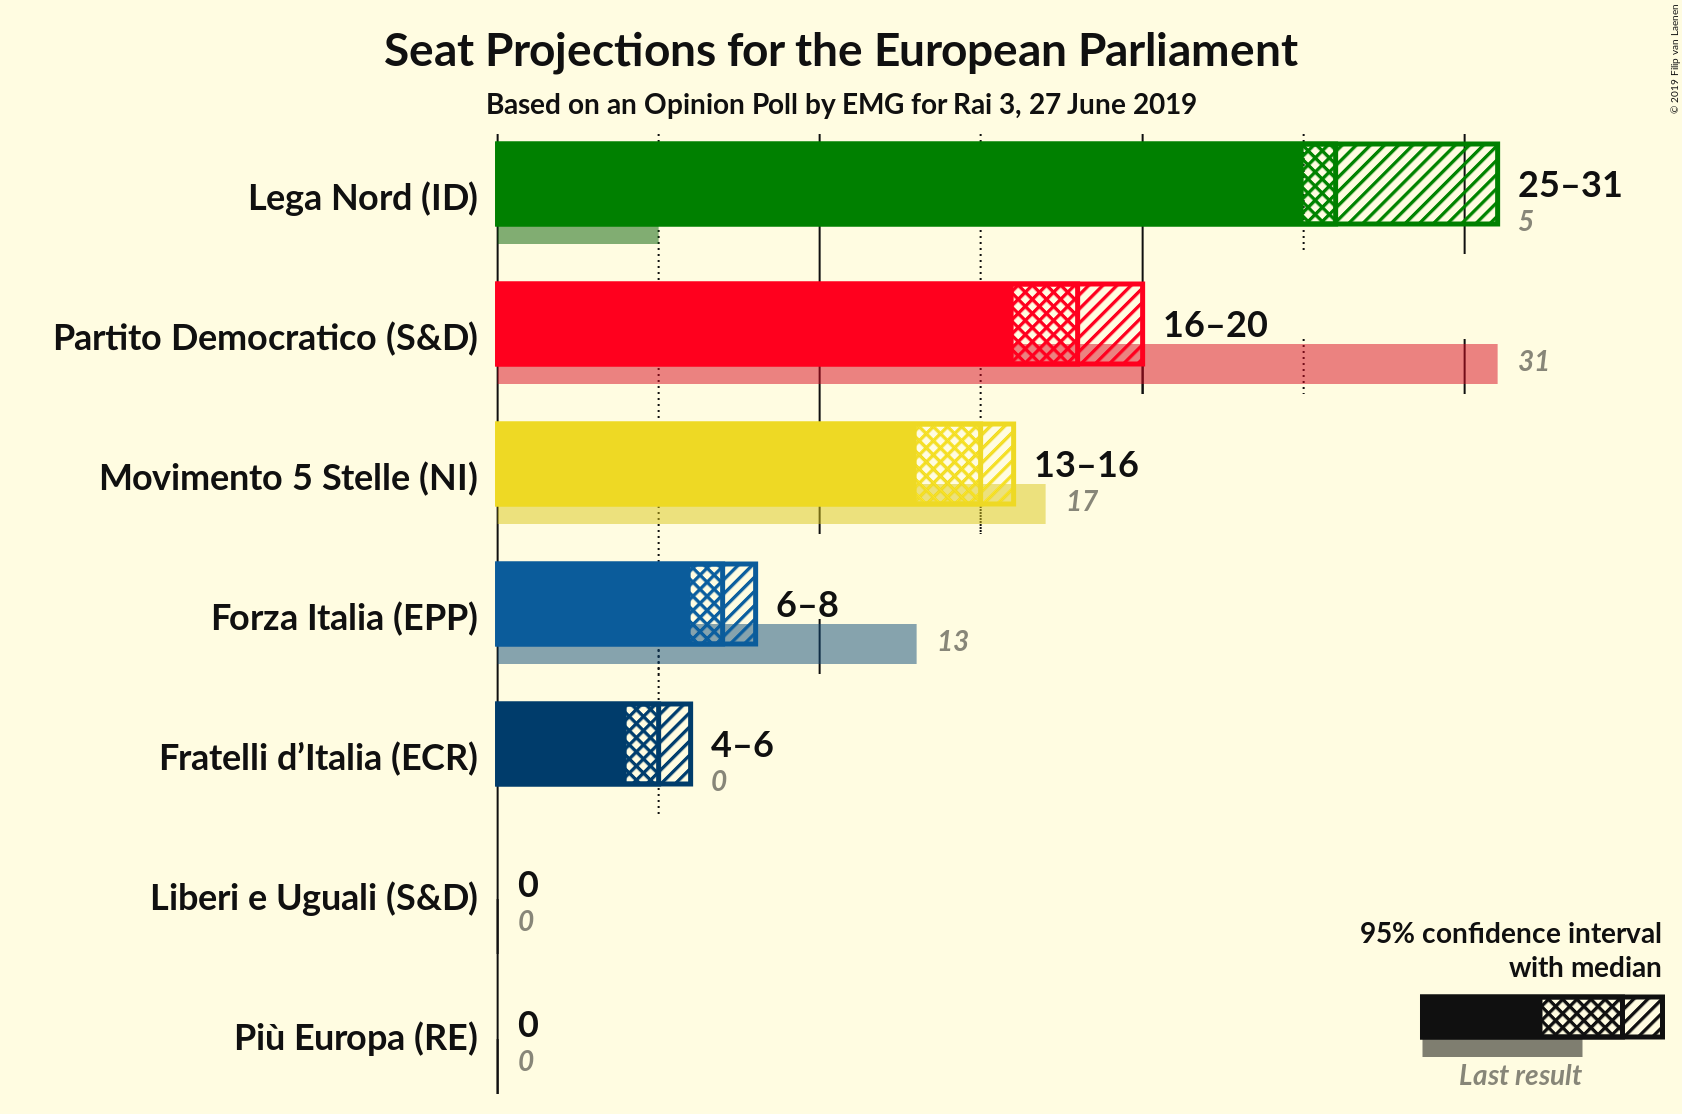 Seat Projections for the European Parliament
Based on an Opinion Poll by EMG for Rai 3, 27 June 2019
© 2019 Filip van Laenen
Lega Nord (ID)
25–31
5
Partito Democratico (S&D)
16–20
31
Movimento 5 Stelle (NI)
13–16
17
Forza Italia (EPP)
6–8
13
Fratelli d’Italia (ECR)
4–6
0
Liberi e Uguali (S&D)
0
0
Più Europa (RE)
0
0
95% confidence interval
with median
Last result